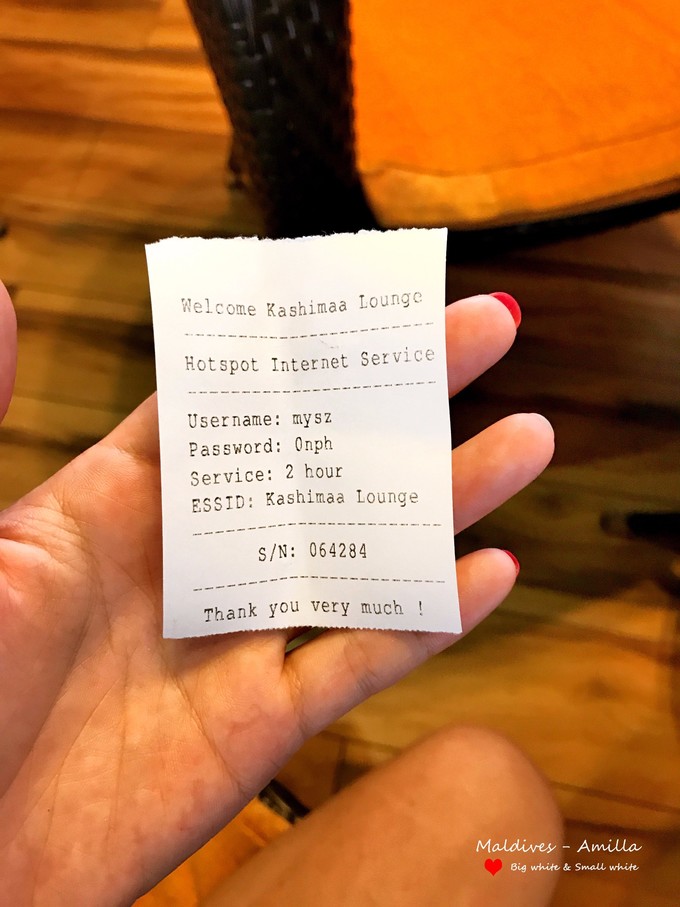 Welcome Kashimaa Lounge
Hotspot Internet Service
Username: mysz
Password: 0nph
Service: 2 hour
ESSID: Kashimaa Lounge
S/N: 064284
Thank you very much !
Maldives - Amilla
Big white & Small white